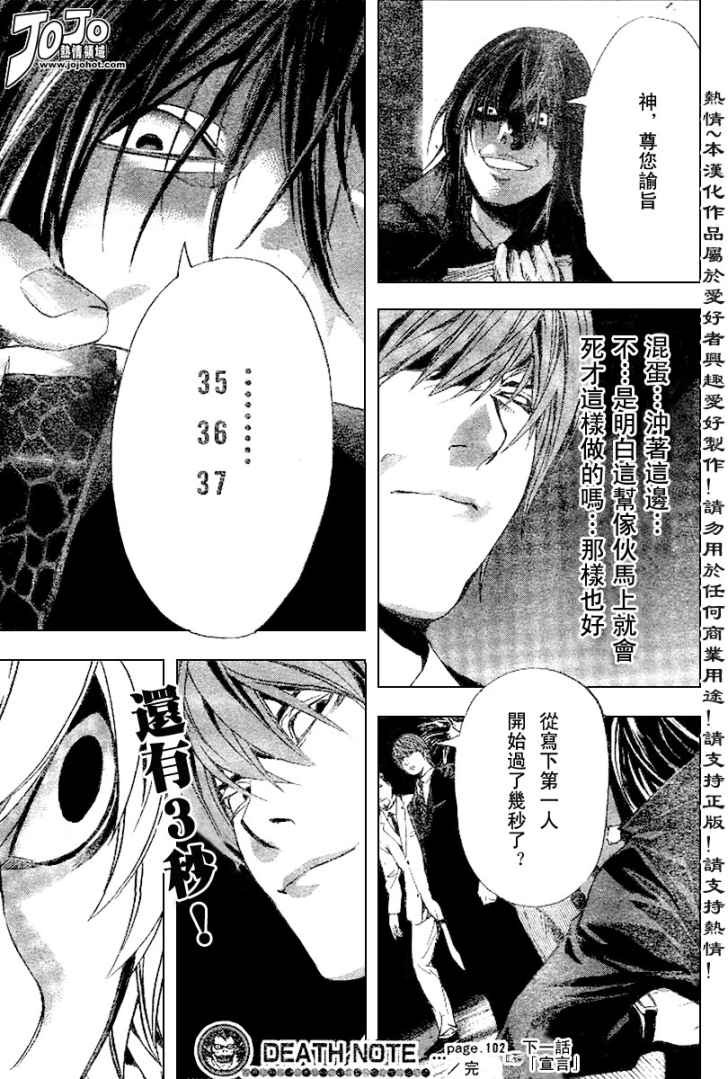 JOJO
熱情領域
www.jojohot.com
神，尊您諭旨
混蛋…沖著這邊…
不…是明白這幫傢伙馬上就會
死才這樣做的嗎…那樣也好
從寫下第一人
開始過了幾秒了？
……
35
36
37
還有3秒！
DEATH NOTE
…page.102
／完
下一話
「宣言」
熱情~本漢化作品屬於愛好者興趣愛好製作！請勿用於任何商業用途！請支持正版！請支持熱情！